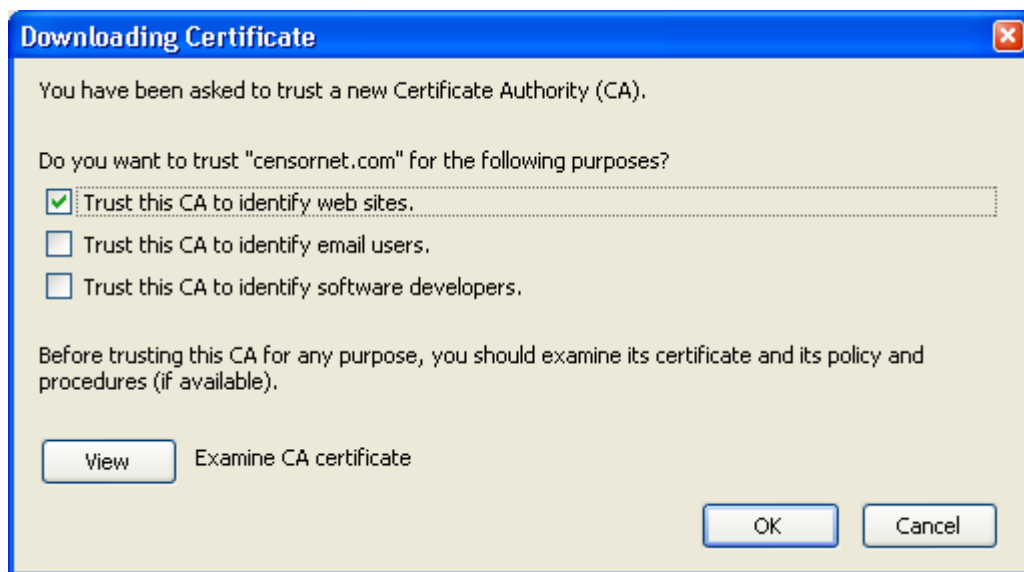 Downloading Certificate
You have been asked to trust a new Certificate Authority (CA).
Do you want to trust "censornet.com" for the following purposes?
Trust this CA to identify web sites.
Trust this CA to identify email users.
Trust this CA to identify software developers.
Before trusting this CA for any purpose, you should examine its certificate and its policy and
procedures (if available).
View Examine CA certificate
OK Cancel